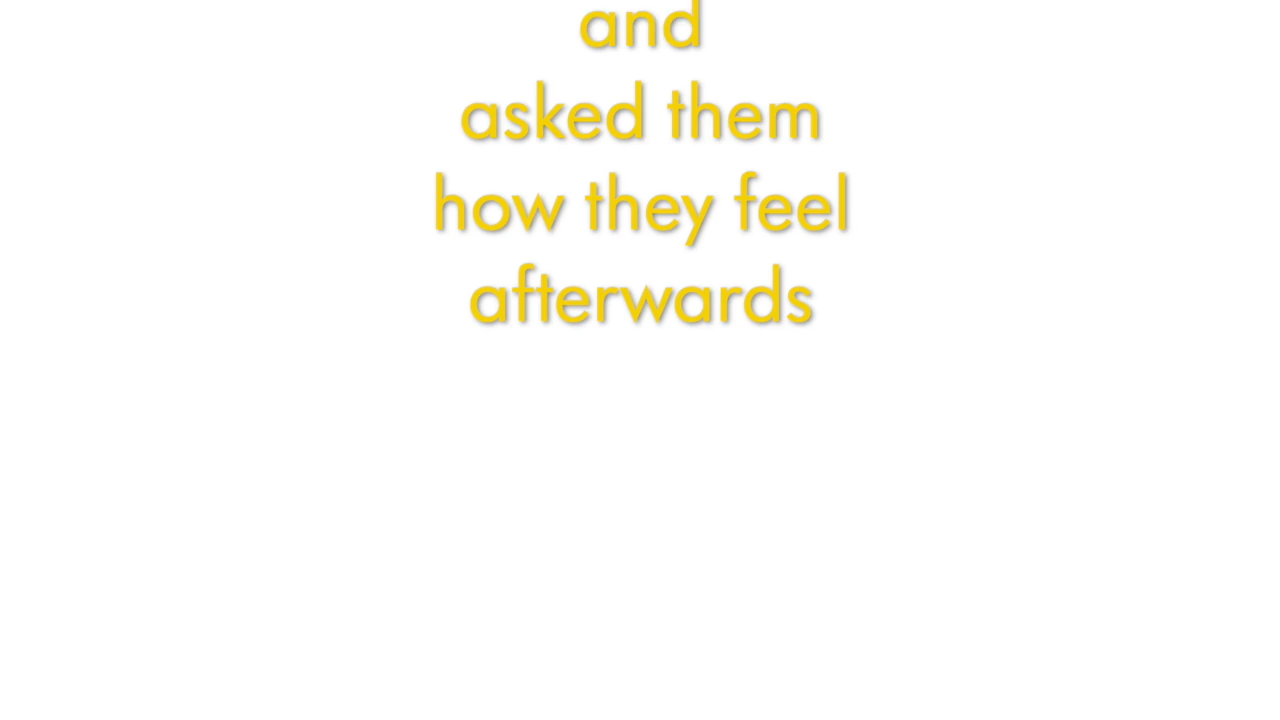 and
asked them
how they feel
afterwards